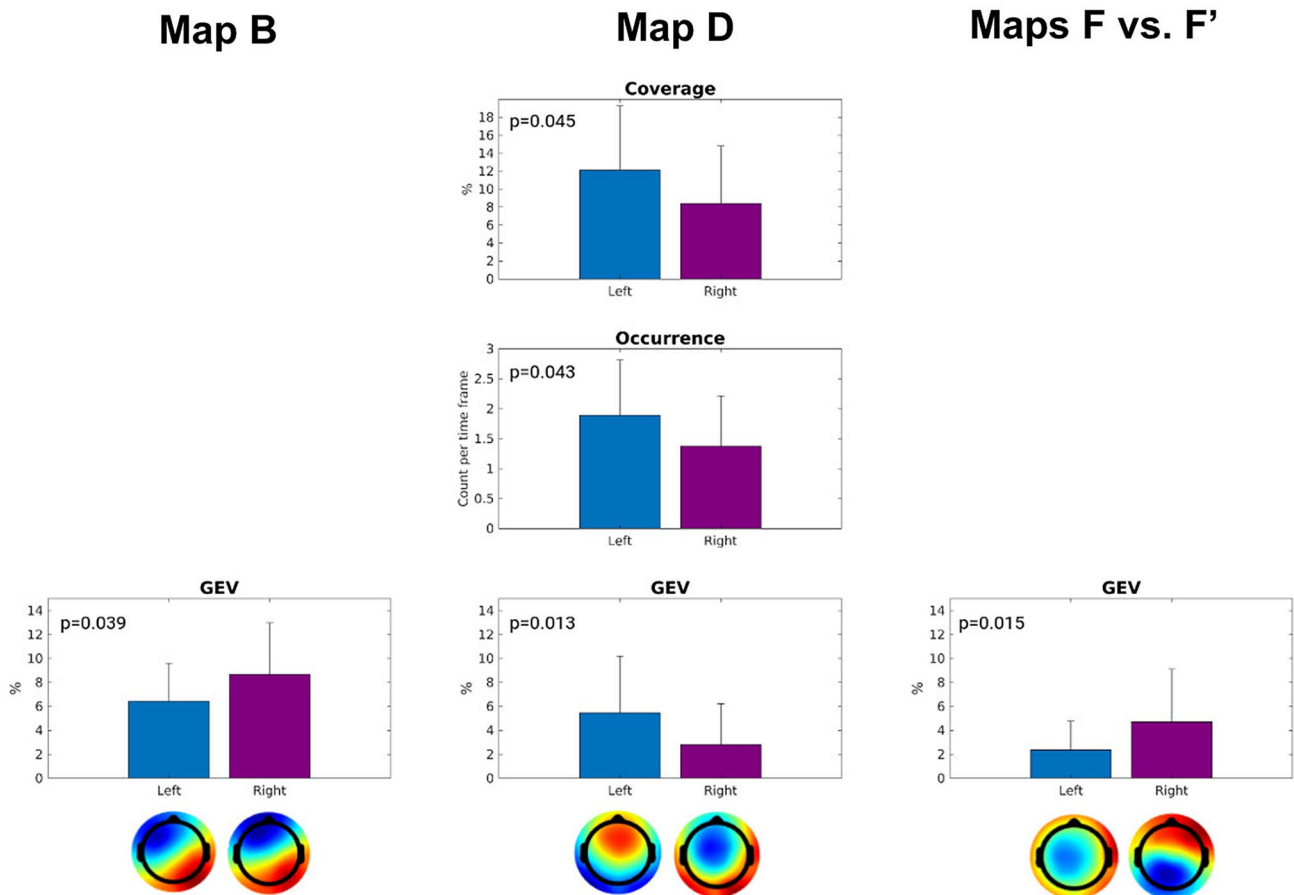 Map B
Map D
Maps F vs. F’
Coverage
p=0.045
18
16
14
12
10
8
6
4
2
0
%
Left Right
Occurrence
p=0.043
3
2.5
2
1.5
1
0.5
0
Count per time frame
Left Right
GEV
p=0.039
14
12
10
8
6
4
2
0
%
Left Right
GEV
p=0.013
14
12
10
8
6
4
2
0
%
Left Right
GEV
p=0.015
14
12
10
8
6
4
2
0
%
Left Right